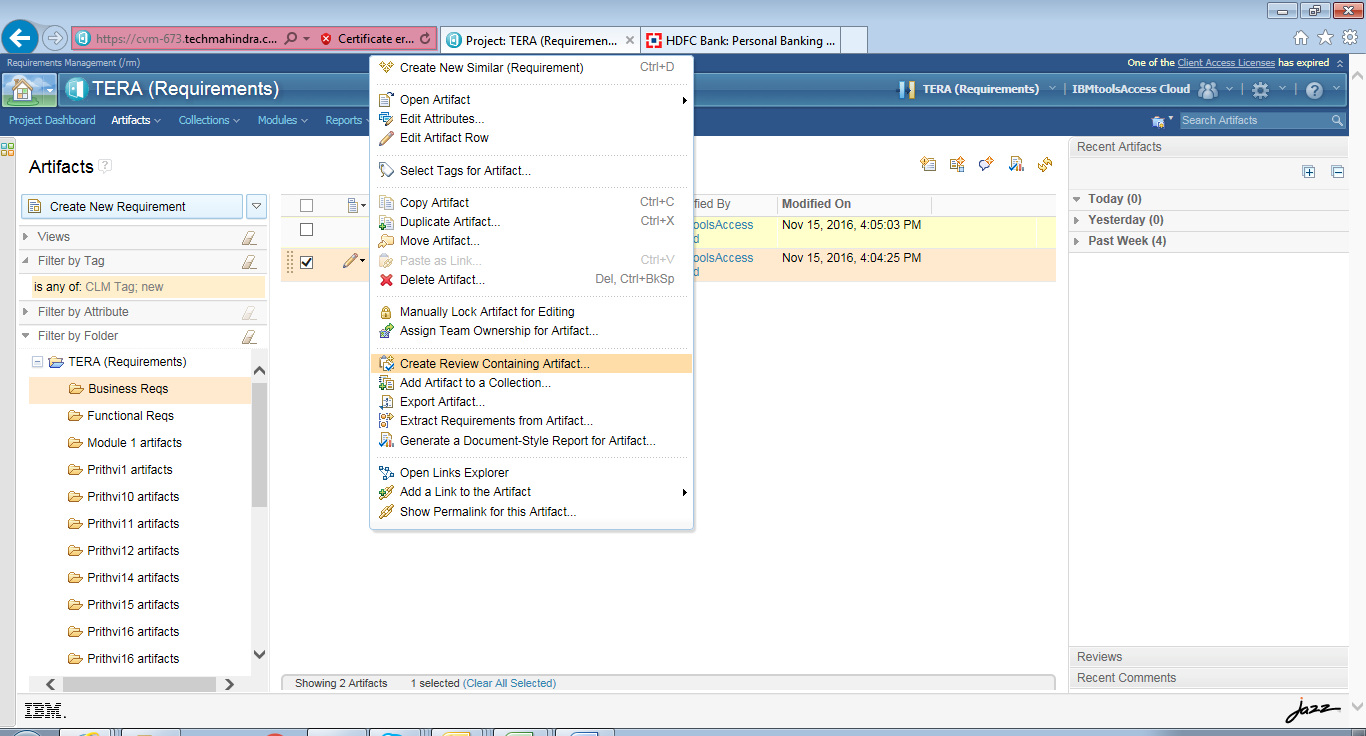 https://cvm-673.techmahindra.c...
Certificate er...
Project: TERA (Requiremen...
HDFC Bank: Personal Banking ...
Requirements Management (/rm)
One of the Client Access Licenses has expired
TERA (Requirements)
TERA (Requirements)
IBMtoolsAccess Cloud
Project Dashboard
Artifacts
Collections
Modules
Reports
Search Artifacts
Artifacts
?
Create New Requirement
Views
Filter by Tag
is any of: CLM Tag; new
Filter by Attribute
Filter by Folder
TERA (Requirements)
Business Reqs
Functional Reqs
Module 1 artifacts
Prithvi1 artifacts
Prithvi10 artifacts
Prithvi11 artifacts
Prithvi12 artifacts
Prithvi14 artifacts
Prithvi15 artifacts
Prithvi16 artifacts
Prithvi16 artifacts
Create New Similar (Requirement) Ctrl+D
Open Artifact
Edit Attributes...
Edit Artifact Row
Select Tags for Artifact...
Copy Artifact Ctrl+C
Duplicate Artifact... Ctrl+X
Move Artifact...
Paste as Link... Ctrl+V
Delete Artifact... Del, Ctrl+BkSp
Manually Lock Artifact for Editing
Assign Team Ownership for Artifact...
Create Review Containing Artifact...
Add Artifact to a Collection...
Export Artifact...
Extract Requirements from Artifact...
Generate a Document-Style Report for Artifact...
Open Links Explorer
Add a Link to the Artifact
Show Permalink for this Artifact...
fied By
Modified On
oolsAccess
d
Nov 15, 2016, 4:05:03 PM
oolsAccess
d
Nov 15, 2016, 4:04:25 PM
Showing 2 Artifacts
1 selected (Clear All Selected)
Recent Artifacts
Today (0)
Yesterday (0)
Past Week (4)
Reviews
Recent Comments
IBM.
jazz